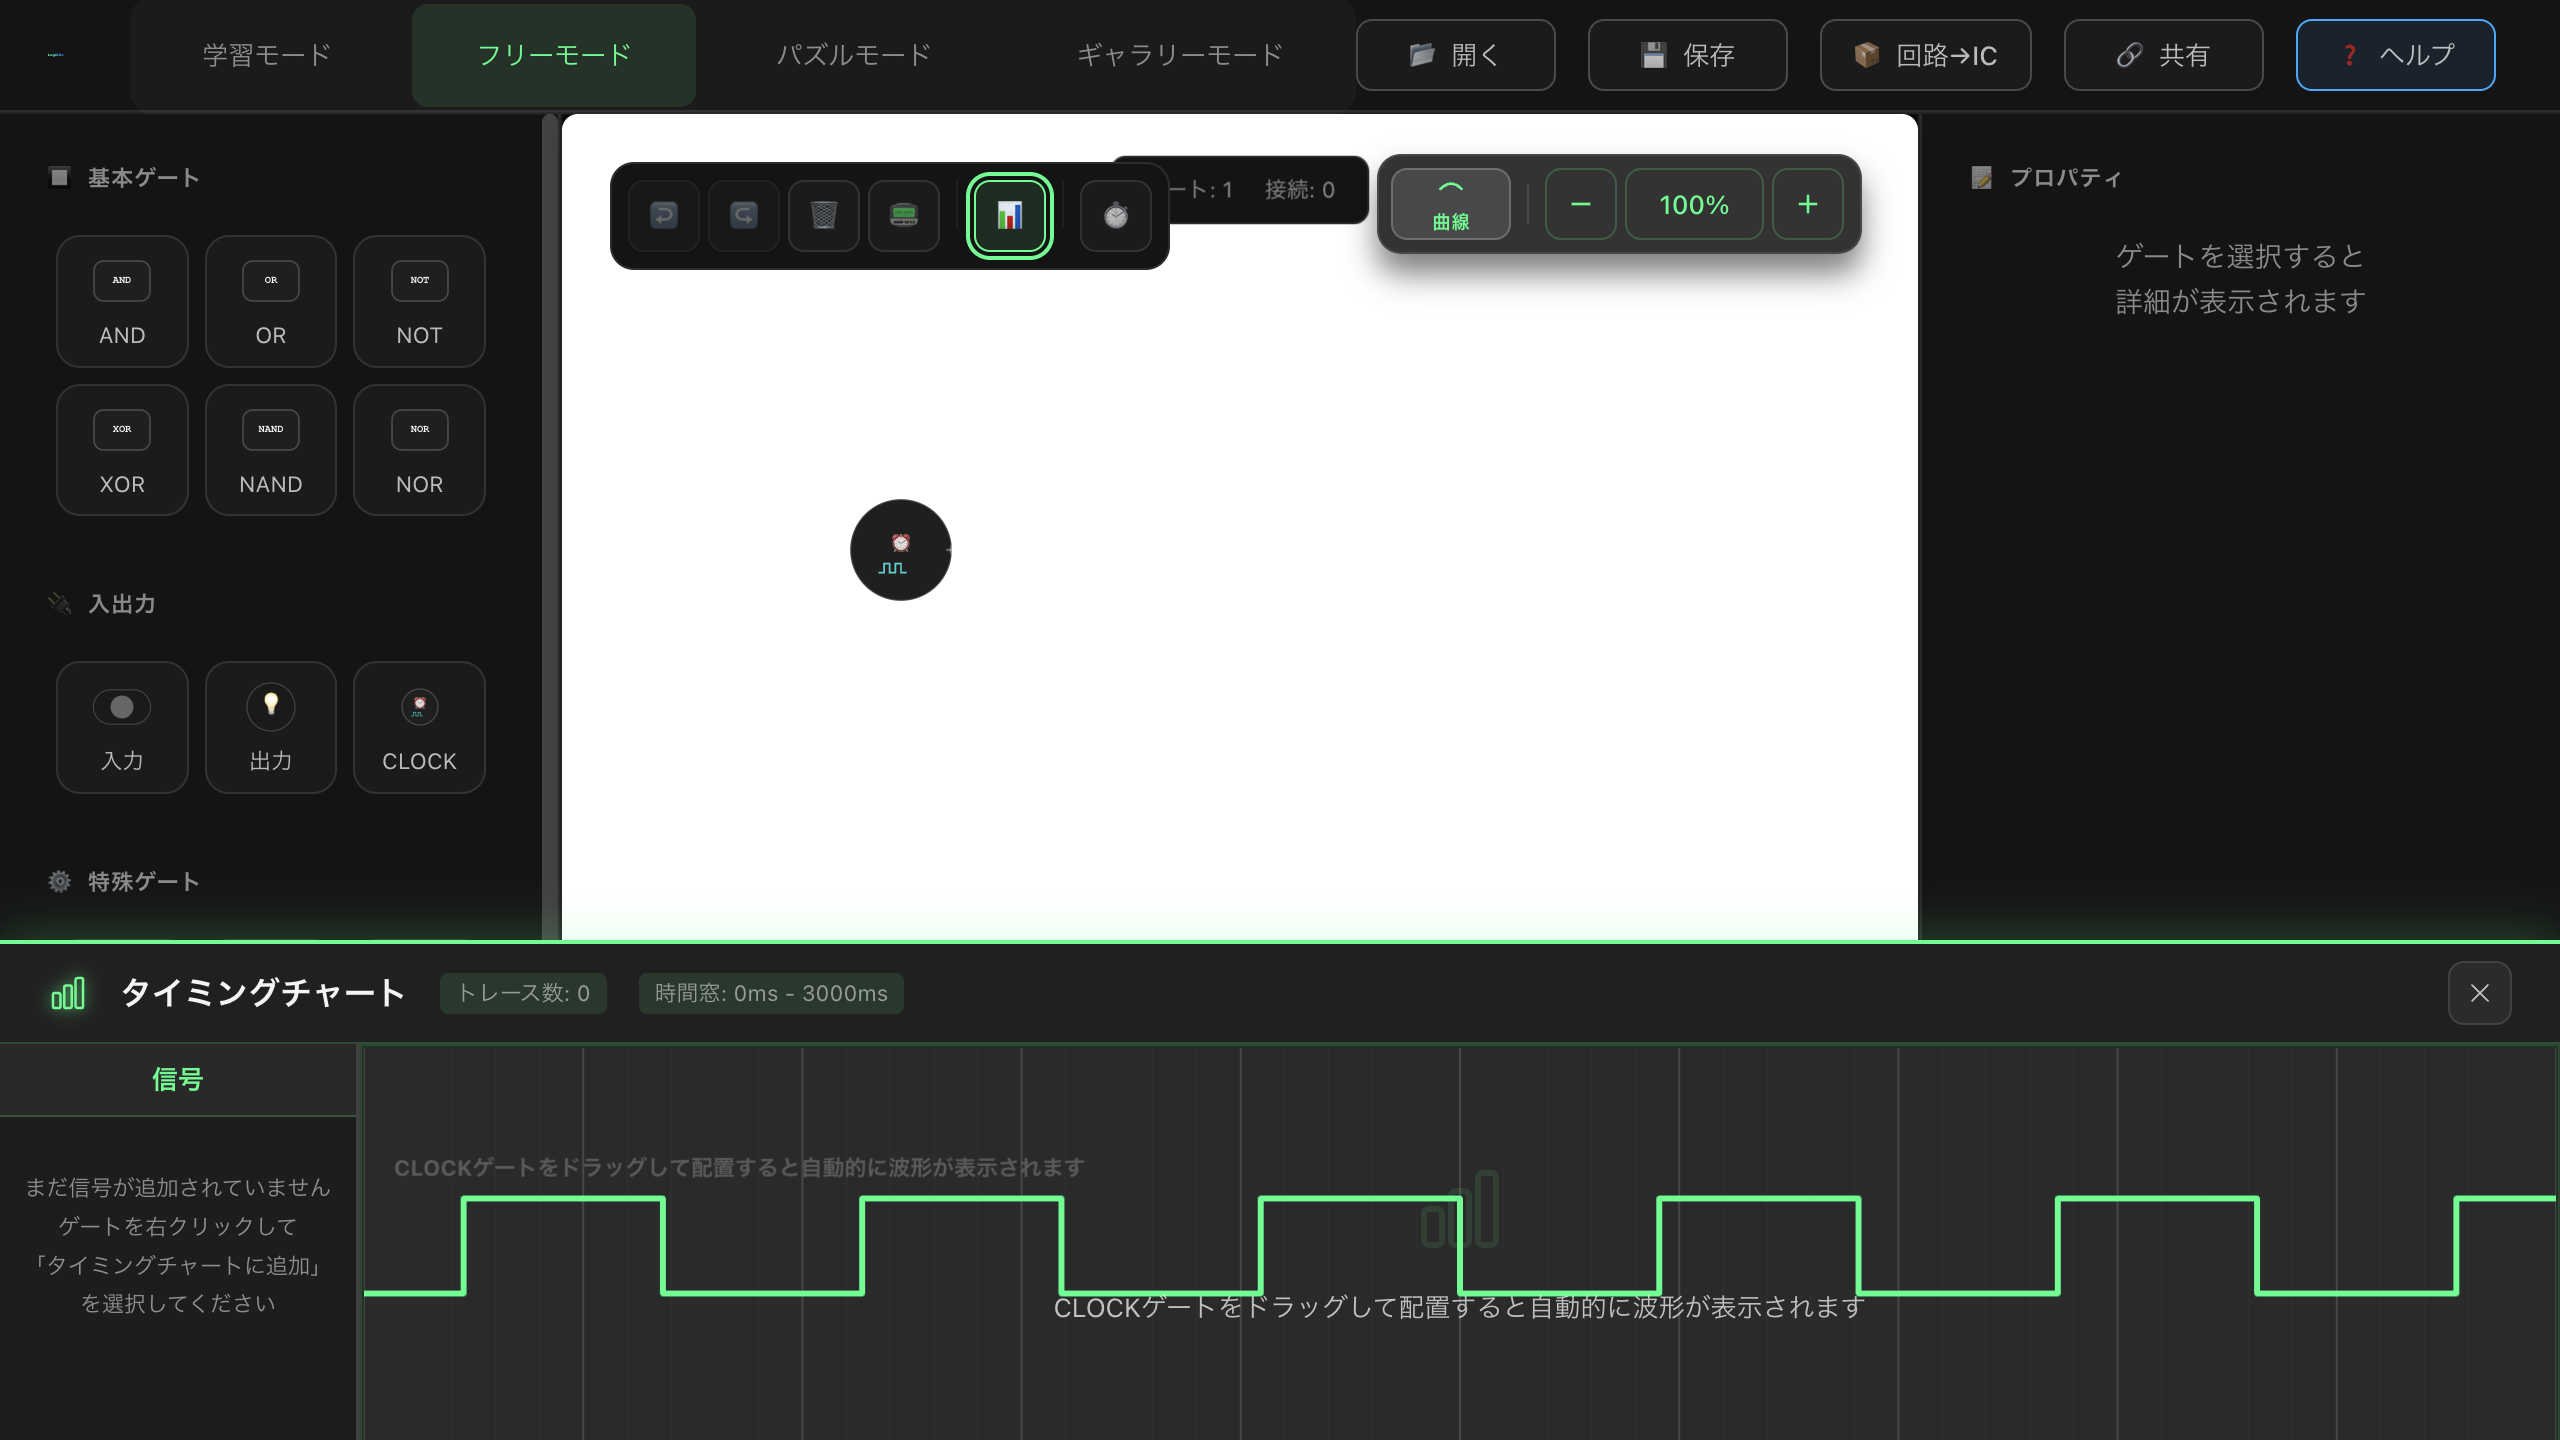 学習モード
フリーモード
パズルモード
ギャラリーモード
開く
保存
回路→IC
共有
ヘルプ
基本ゲート
AND
AND
OR
OR
NOT
NOT
XOR
XOR
NAND
NAND
NOR
NOR
入出力
入力
出力
CLOCK
特殊ゲート
ート: 1
接続: 0
曲線
−
100%
+
プロパティ
ゲートを選択すると
詳細が表示されます
タイミングチャート
トレース数: 0
時間窓: 0ms - 3000ms
信号
まだ信号が追加されていません
ゲートを右クリックして
「タイミングチャートに追加」
を選択してください
CLOCKゲートをドラッグして配置すると自動的に波形が表示されます
CLOCKゲートをドラッグして配置すると自動的に波形が表示されます